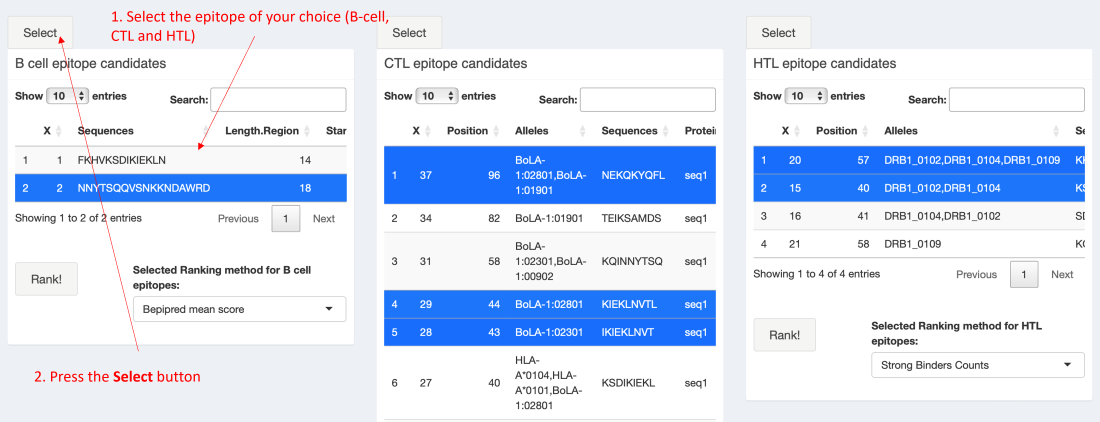 1. Select the epitope of your choice (B-cell,
CTL and HTL)
Select
B cell epitope candidates
Show 10 entries
Search:
X Sequences Length.Region Star
1 1 FKHVKSDIKIEKLN 14
2 2 NNYTSQQVSNKKNDAWRD 18
Showing 1 to 2 of 2 entries
Previous 1 Next
Rank!
Selected Ranking method for B cell
epitopes:
Bepipred mean score
2. Press the Select button
Select
CTL epitope candidates
Show 10 entries
Search:
X Position Alleles Sequences Protei
BoLA-
1 37 96 1:02801,BoLA- NEKQKYQFL seq1
1:01901
2 34 82 BoLA-1:01901 TEIKSAMDS seq1
BoLA-
3 31 58 1:02301,BoLA- KQINNYTSQ seq1
1:00902
4 29 44 BoLA-1:02801 KIEKLNVTL seq1
5 28 43 BoLA-1:02301 IKIEKLNVT seq1
HLA-
A*0104,HLA-
6 27 40 A*0101,BoLA- KSDIKIEKL seq1
1:02801
Select
HTL epitope candidates
Show 10 entries
Search:
X Position Alleles Se
1 20 57 DRB1_0102,DRB1_0104,DRB1_0109
2 15 40 DRB1_0102,DRB1_0104
3 16 41 DRB1_0104,DRB1_0102
4 21 58 DRB1_0109
Showing 1 to 4 of 4 entries
Previous 1 Next
Rank!
Selected Ranking method for HTL
epitopes:
Strong Binders Counts